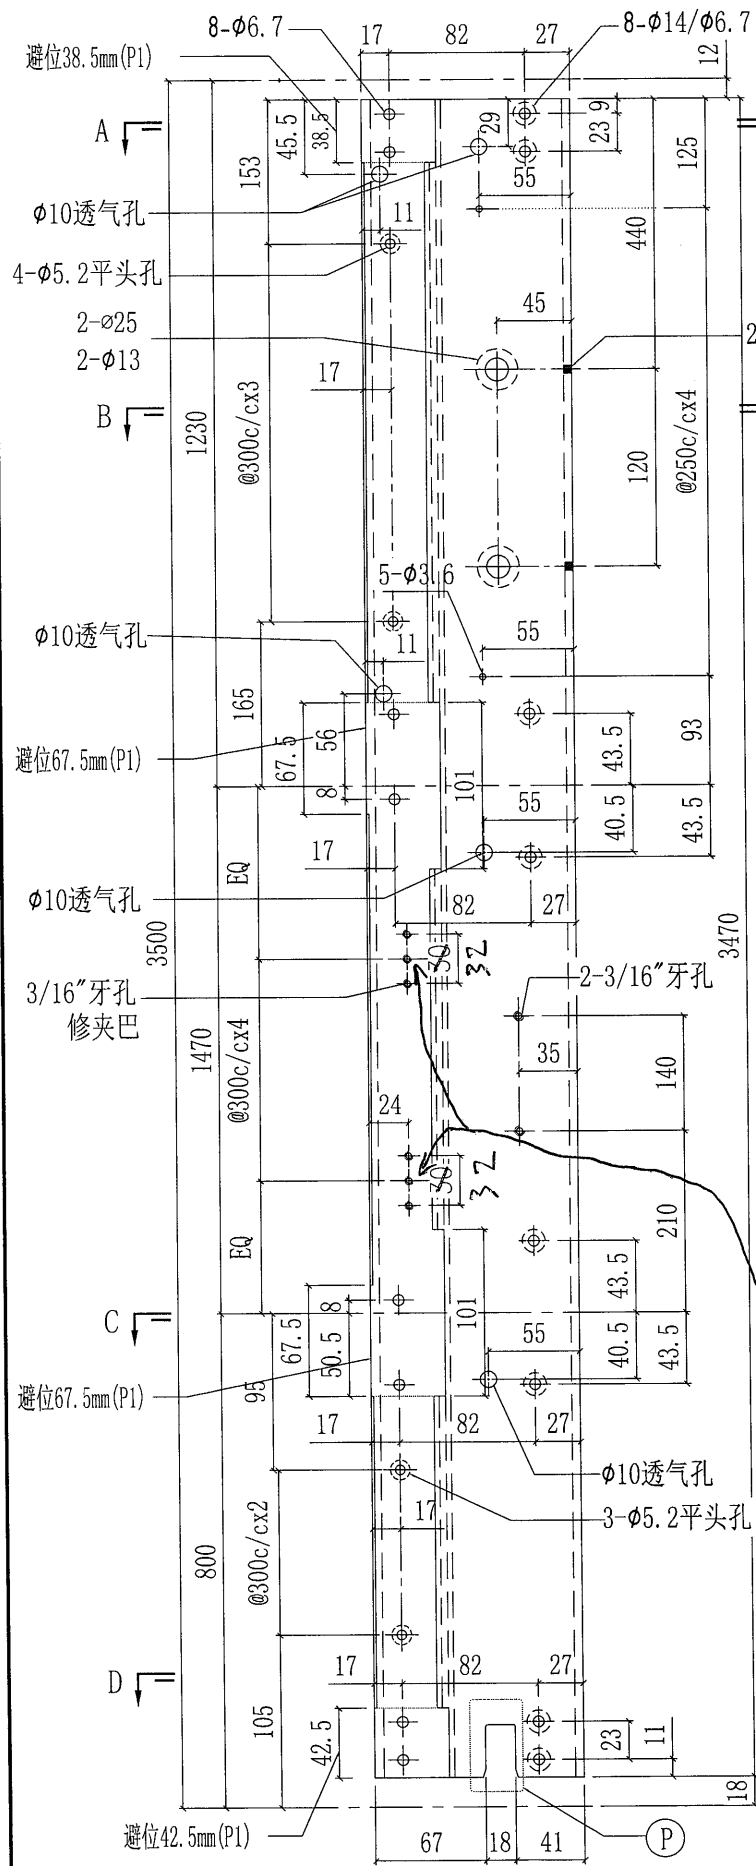 8-Φ6.7
17
82
27
8-Φ14/Φ6.7
12
避位38.5mm(P1)
A
45.5
38.5
153
29
23
9
125
Φ10透气孔
55
11
440
4-Φ5.2平头孔
2-⌀25
2-Φ13
45
2
17
B
1230
@300c/cx3
120
@250c/cx4
5-Φ3.6
55
Φ10透气孔
11
165
56
67.5
43.5
93
避位67.5mm(P1)
8
101
40.5
43.5
55
17
EQ
Φ10透气孔
82
27
3500
3470
30
32
3/16"牙孔
修夹巴
2-3/16"牙孔
1470
@300c/cx4
35
140
24
30
32
210
EQ
43.5
C
8
67.5
50.5
101
55
40.5
43.5
95
避位67.5mm(P1)
17
82
27
Φ10透气孔
17
3-Φ5.2平头孔
800
@300c/cx2
D
17
82
27
105
42.5
23
11
18
避位42.5mm(P1)
67
18
41
P